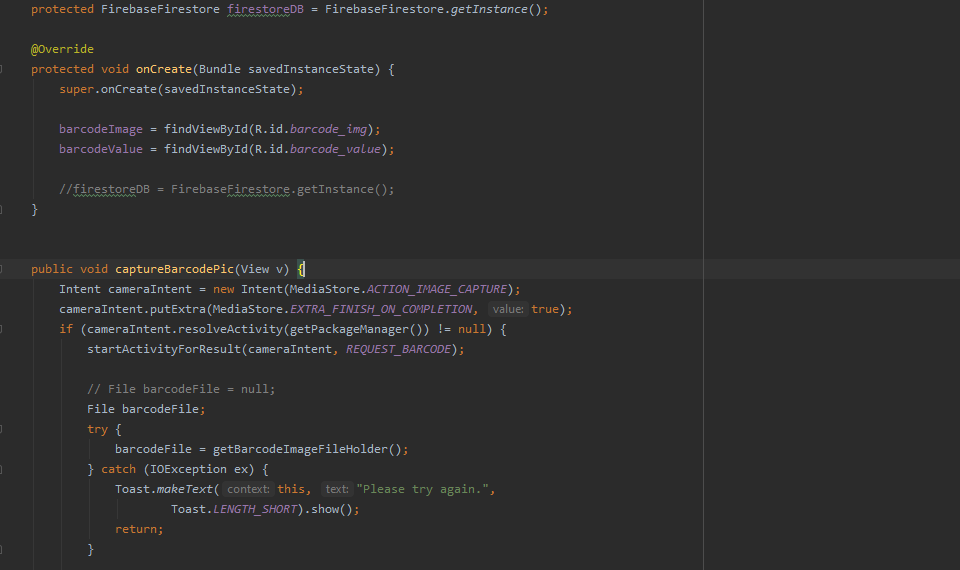 protected FirebaseFirestore firestoreDB = FirebaseFirestore.getInstance();
@Override
protected void onCreate(Bundle savedInstanceState) {
super.onCreate(savedInstanceState);
barcodeImage = findViewById(R.id.barcode_img);
barcodeValue = findViewById(R.id.barcode_value);
//firestoreDB = FirebaseFirestore.getInstance();
}
public void captureBarcodePic(View v) {
Intent cameraIntent = new Intent(MediaStore.ACTION_IMAGE_CAPTURE);
cameraIntent.putExtra(MediaStore.EXTRA_FINISH_ON_COMPLETION, value: true);
if (cameraIntent.resolveActivity(getPackageManager()) != null) {
startActivityForResult(cameraIntent, REQUEST_BARCODE);
// File barcodeFile = null;
File barcodeFile;
try {
barcodeFile = getBarcodeImageFileHolder();
} catch (IOException ex) {
Toast.makeText( context: this, text: "Please try again.",
Toast.LENGTH_SHORT).show();
return;
}